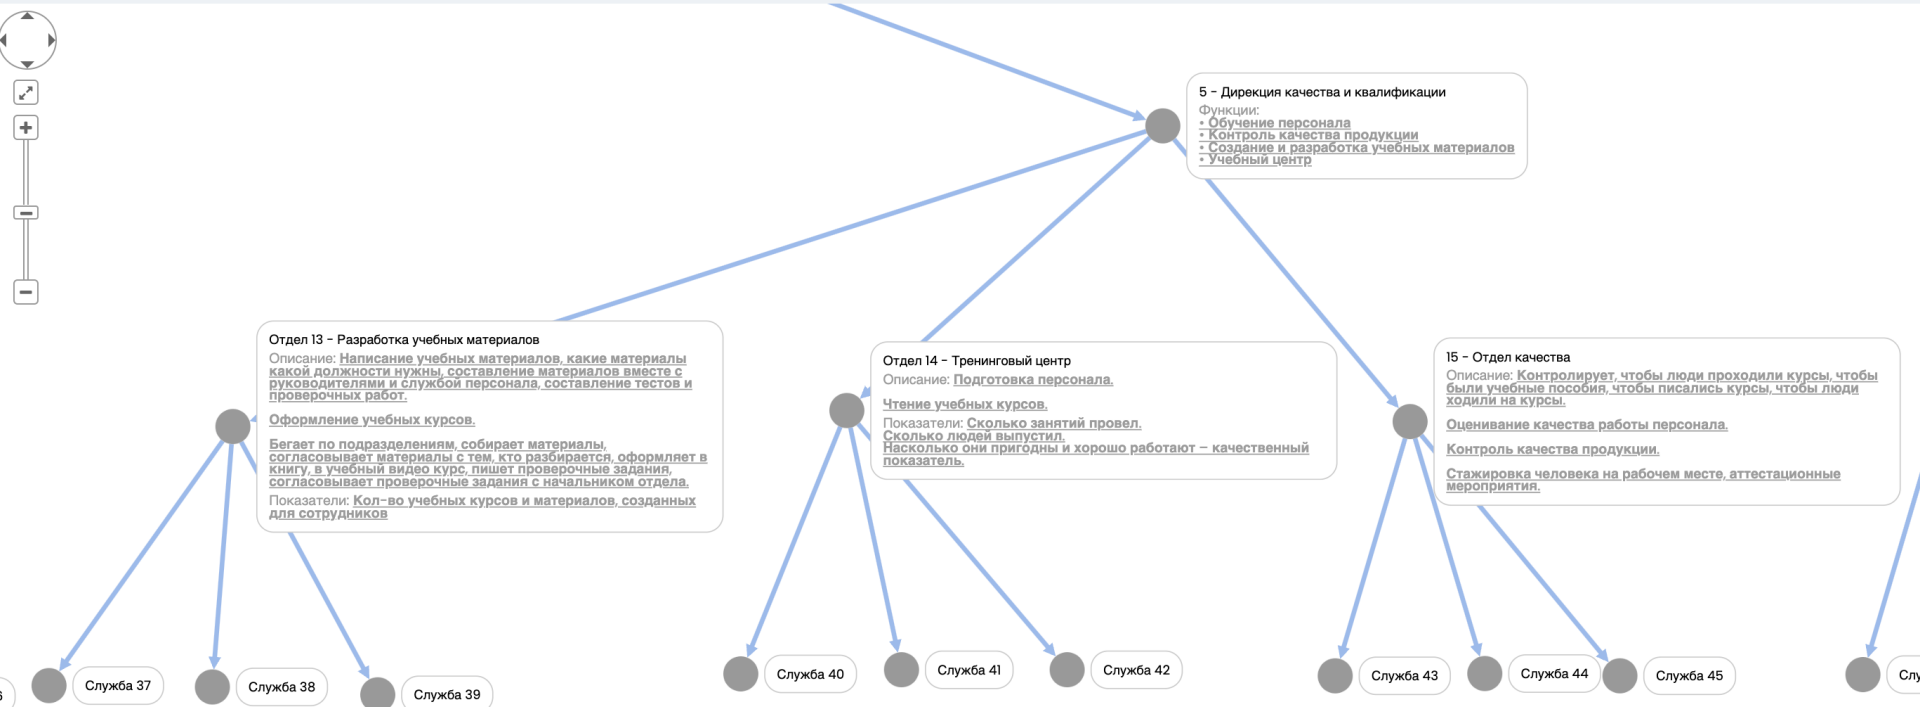 5 - Дирекция качества и квалификации
Функции:
• Обучение персонала
• Контроль качества продукции
• Создание и разработка учебных материалов
• Учебный центр
Отдел 13 - Разработка учебных материалов
Описание: Написание учебных материалов, какие материалы
какой должности нужны, составление материалов вместе с
руководителями и службой персонала, составление тестов и
проверочных работ.
Оформление учебных курсов.
Бегает по подразделениям, собирает материалы,
согласовывает материалы с тем, кто разбирается, оформляет в
книгу, в учебный видео курс, пишет проверочные задания,
согласовывает проверочные задания с начальником отдела.
Показатели: Кол-во учебных курсов и материалов, созданных
для сотрудников
Отдел 14 - Тренинговый центр
Описание: Подготовка персонала.
Чтение учебных курсов.
Показатели: Сколько занятий провел.
Сколько людей выпустил.
Насколько они пригодны и хорошо работают – качественный
показатель.
15 - Отдел качества
Описание: Контролирует, чтобы люди проходили курсы, чтобы
были учебные пособия, чтобы писались курсы, чтобы люди
ходили на курсы.
Оценивание качества работы персонала.
Контроль качества продукции.
Стажировка человека на рабочем месте, аттестационные
мероприятия.
6
Служба 37
Служба 38
Служба 39
Служба 40
Служба 41
Служба 42
Служба 43
Служба 44
Служба 45
Слу